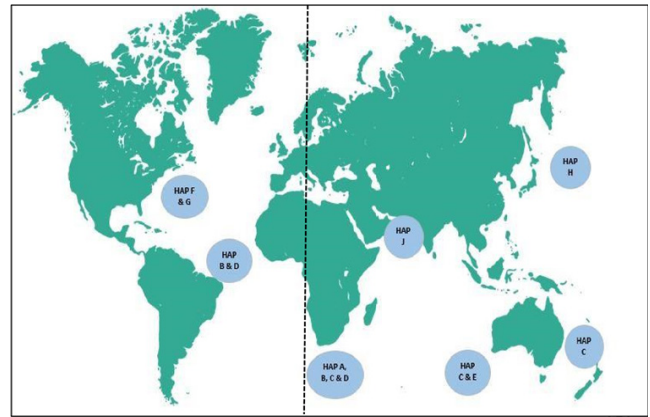 HAP
H
HAP F
& G
HAP
J
HAP
B & D
HAP
C
HAP A,
B, C & D
HAP
C & E